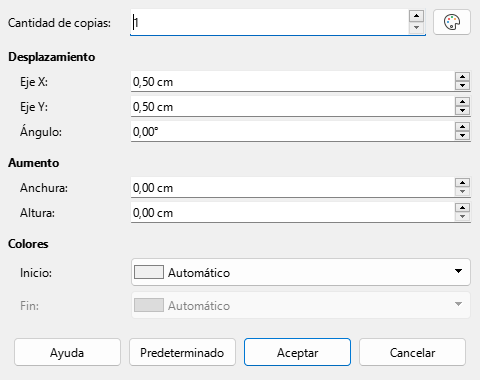 Cantidad de copias: 1
Desplazamiento
Eje X: 0,50 cm
Eje Y: 0,50 cm
Ángulo: 0,00°
Aumento
Anchura: 0,00 cm
Altura: 0,00 cm
Colores
Inicio: Automático
Fin: Automático
Ayuda Predeterminado Aceptar Cancelar